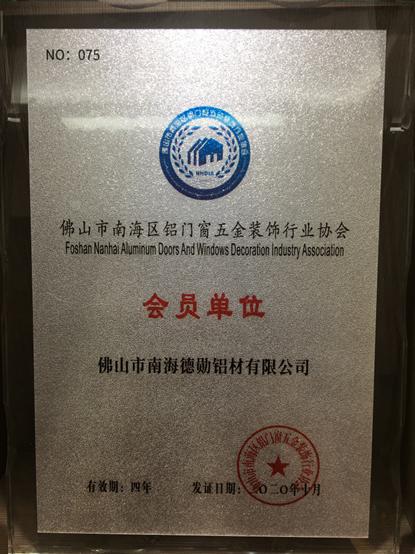 NO: 075
佛山市南海区铝门窗五金装饰行业协会
Foshan Nanhai Aluminum Doors And Windows Decoration Industry Association
会员单位
佛山市南海德勋铝材有限公司
有效期: 四年
发证日期: 二〇二〇年十月